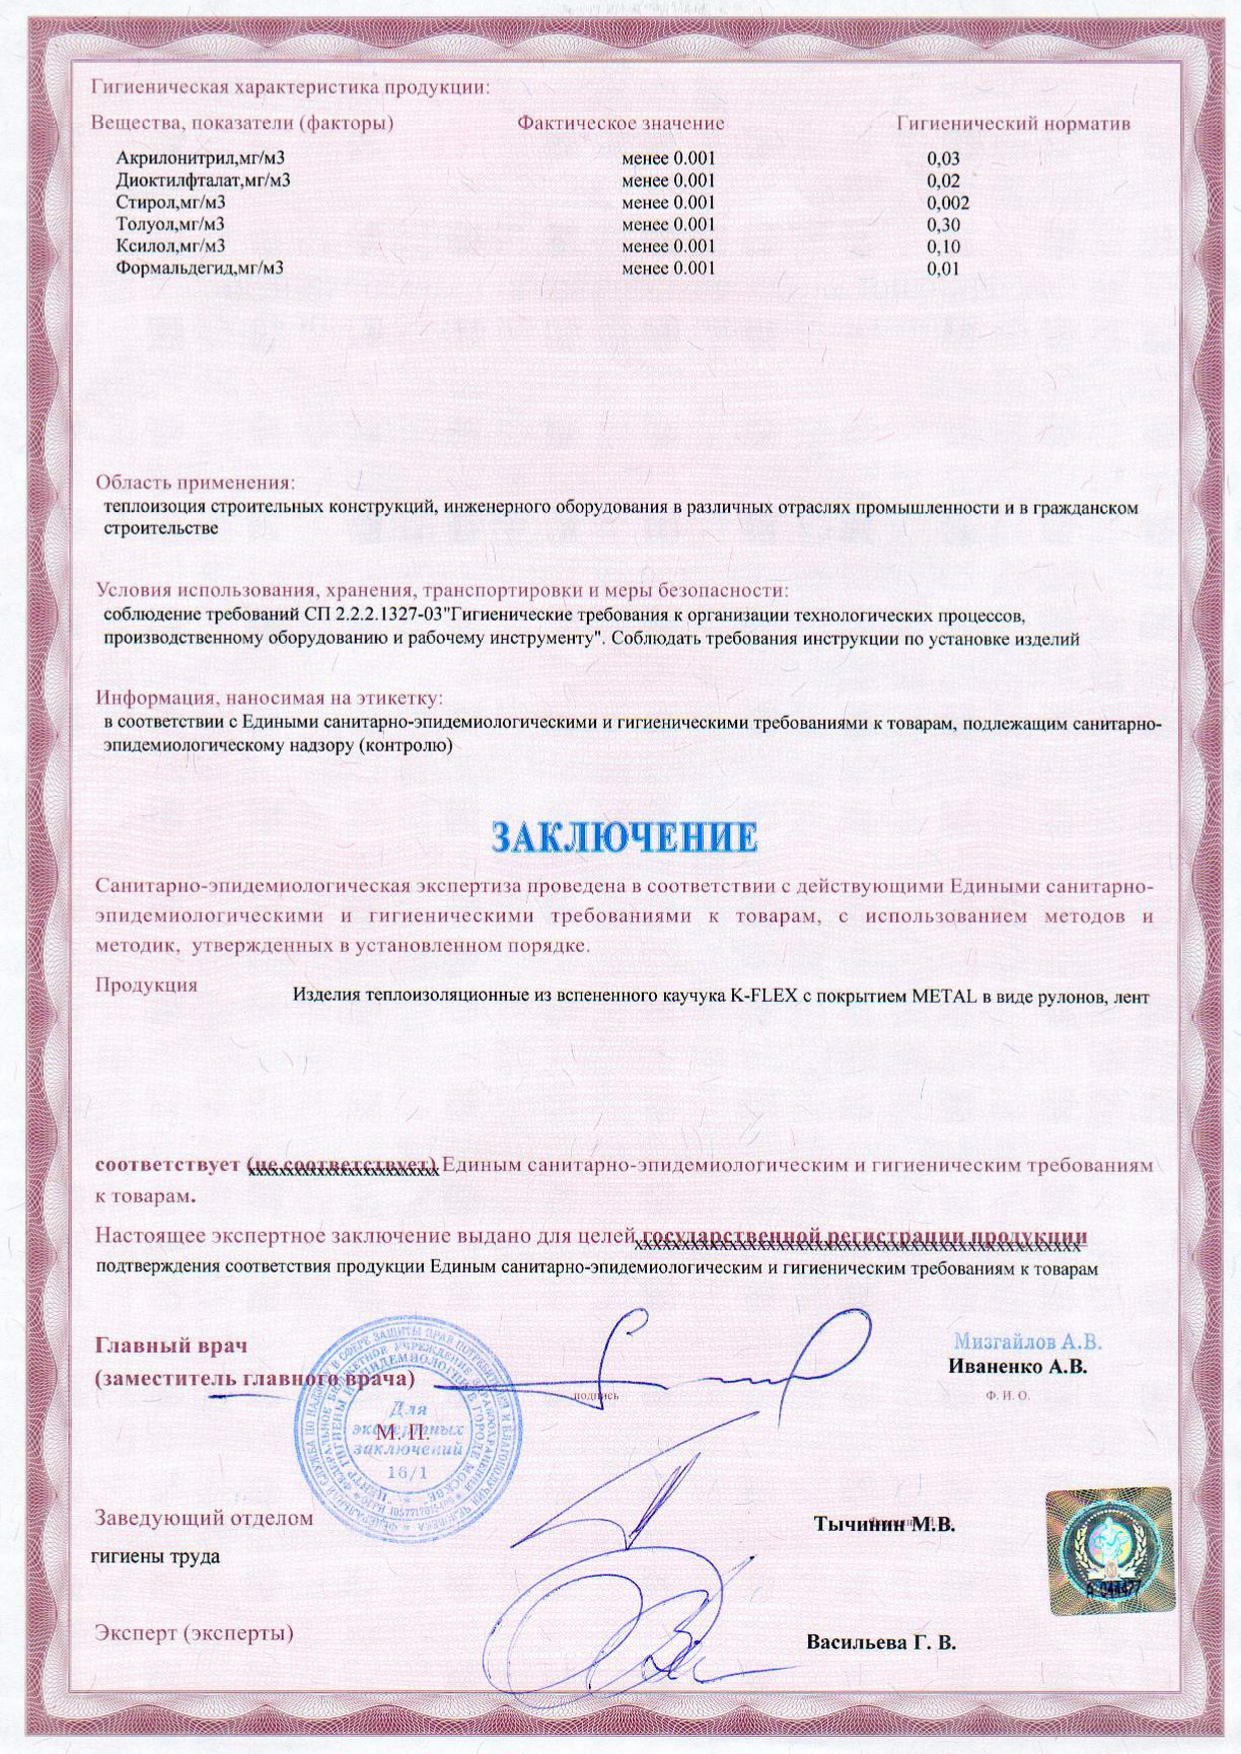 Гигиеническая характеристика продукции:
Вещества, показатели (факторы) Фактическое значение Гигиенический норматив
Акрилонитрил,мг/м3 менее 0.001 0,03
Диоктилфталат,мг/м3 менее 0.001 0,02
Стирол,мг/м3 менее 0.001 0,002
Толуол,мг/м3 менее 0.001 0,30
Ксилол,мг/м3 менее 0.001 0,10
Формальдегид,мг/м3 менее 0.001 0,01
Область применения:
теплоизоция строительных конструкций, инженерного оборудования в различных отраслях промышленности и в гражданском
строительстве
Условия использования, хранения, транспортировки и меры безопасности:
соблюдение требований СП 2.2.2.1327-03"Гигиенические требования к организации технологических процессов,
производственному оборудованию и рабочему инструменту". Соблюдать требования инструкции по установке изделий
Информация, наносимая на этикетку:
в соответствии с Едиными санитарно-эпидемиологическими и гигиеническими требованиями к товарам, подлежащим санитарно-
эпидемиологическому надзору (контролю)
ЗАКЛЮЧЕНИЕ
Санитарно-эпидемиологическая экспертиза проведена в соответствии с действующими Едиными санитарно-
эпидемиологическими и гигиеническими требованиями к товарам, с использованием методов и
методик, утвержденных в установленном порядке.
Продукция
Изделия теплоизоляционные из вспененного каучука K-FLEX с покрытием METAL в виде рулонов, лент
соответствует (не соответствует) Единым санитарно-эпидемиологическим и гигиеническим требованиям
к товарам.
Настоящее экспертное заключение выдано для целей государственной регистрации продукции
подтверждения соответствия продукции Единым санитарно-эпидемиологическим и гигиеническим требованиям к товарам
Главный врач
(заместитель главного врача)
подпись
Мизгайлов А.В.
Иваненко А.В.
Ф. И. О.
М. П.
Для
экспертных
заключений
16/1
Заведующий отделом
гигиены труда
Тычинин М.В.
Эксперт (эксперты)
Васильева Г. В.